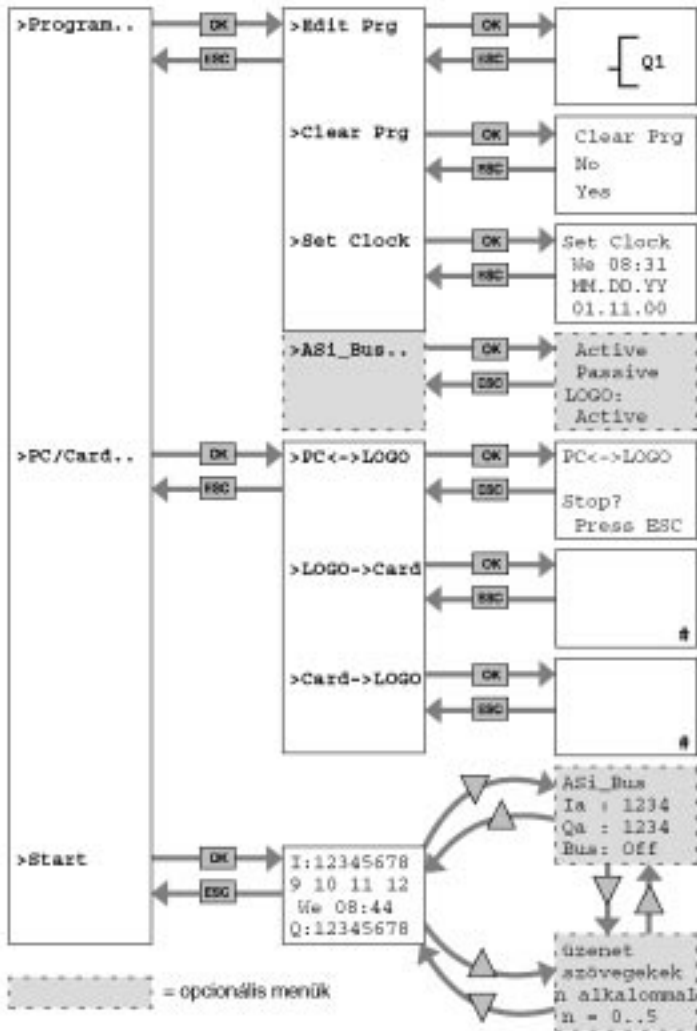 >Program..
OK
ESC
>Edit Prg
OK
ESC
Q1
>Clear Prg
OK
ESC
Clear Prg
No
Yes
>Set Clock
OK
ESC
Set Clock
We 08:31
MM.DD.YY
01.11.00
>ASi_Bus..
OK
ESC
Active
Passive
LOGO:
Active
>PC/Card..
OK
ESC
>PC<->LOGO
OK
ESC
PC<->LOGO
Stop?
Press ESC
>LOGO->Card
OK
ESC
#
>Card->LOGO
OK
ESC
#
>Start
OK
ESC
I:12345678
9 10 11 12
We 08:44
Q:12345678
ASi_Bus
Ia : 1234
Qa : 1234
Bus: Off
üzenet
szövegekek
n alkalommal
n = 0..5
= opcionális menük